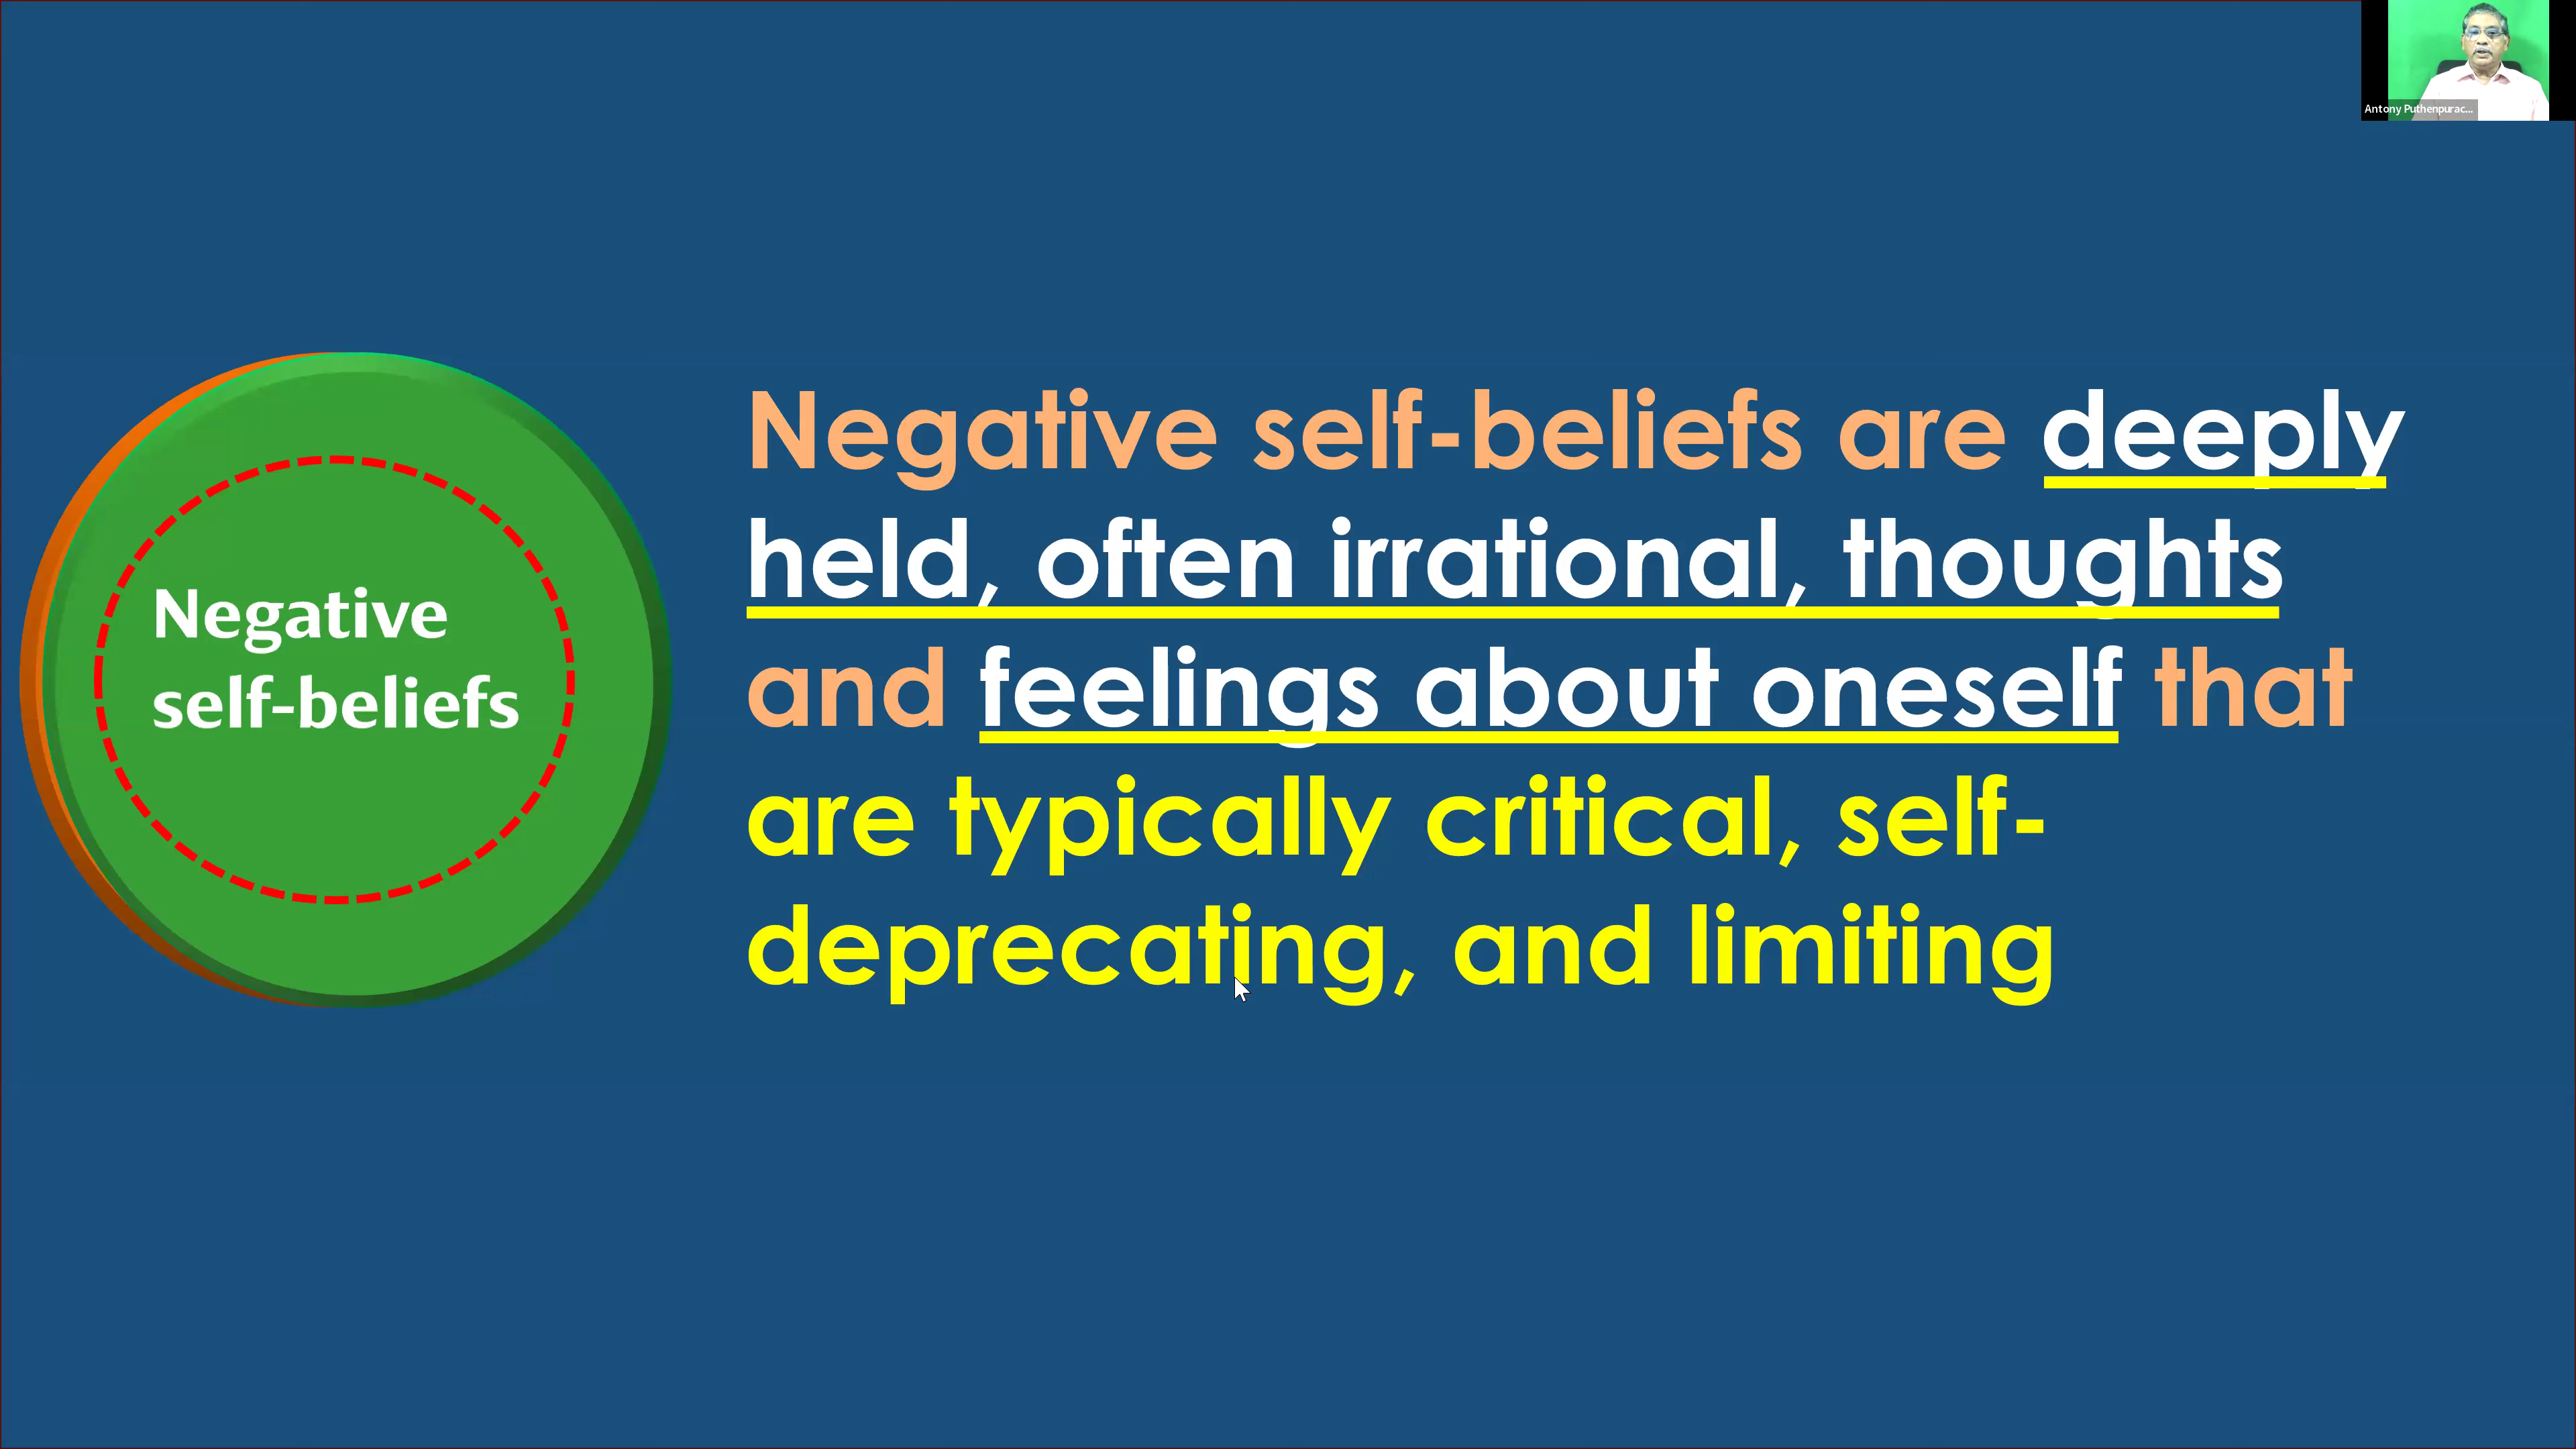 Antony Puthenpurac...
Negative
self-beliefs
Negative self-beliefs are deeply
held, often irrational, thoughts
and feelings about oneself that
are typically critical, self-
deprecating, and limiting